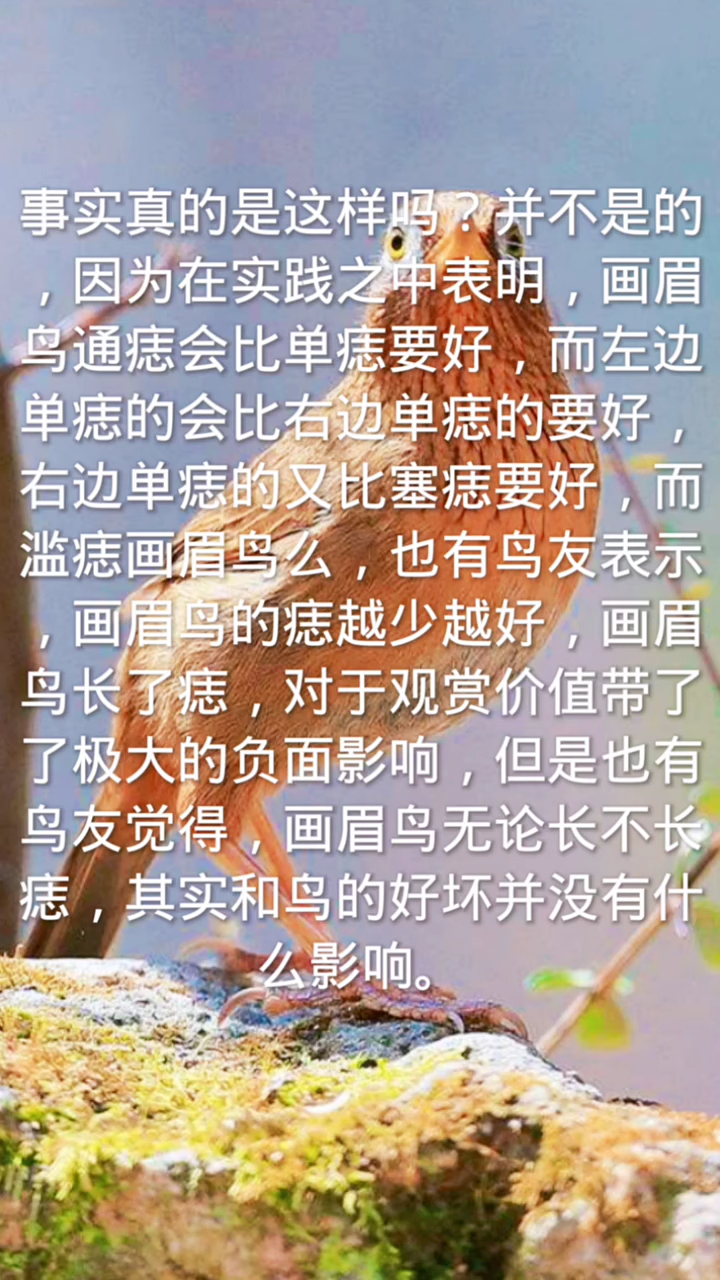 事实真的是这样吗？并不是的
，因为在实践之中表明，画眉
鸟通痣会比单痣要好，而左边
单痣的会比右边单痣的要好，
右边单痣的又比塞痣要好，而
滥痣画眉鸟么，也有鸟友表示
，画眉鸟的痣越少越好，画眉
鸟长了痣，对于观赏价值带了
了极大的负面影响，但是也有
鸟友觉得，画眉鸟无论长不长
痣，其实和鸟的好坏并没有什
么影响。